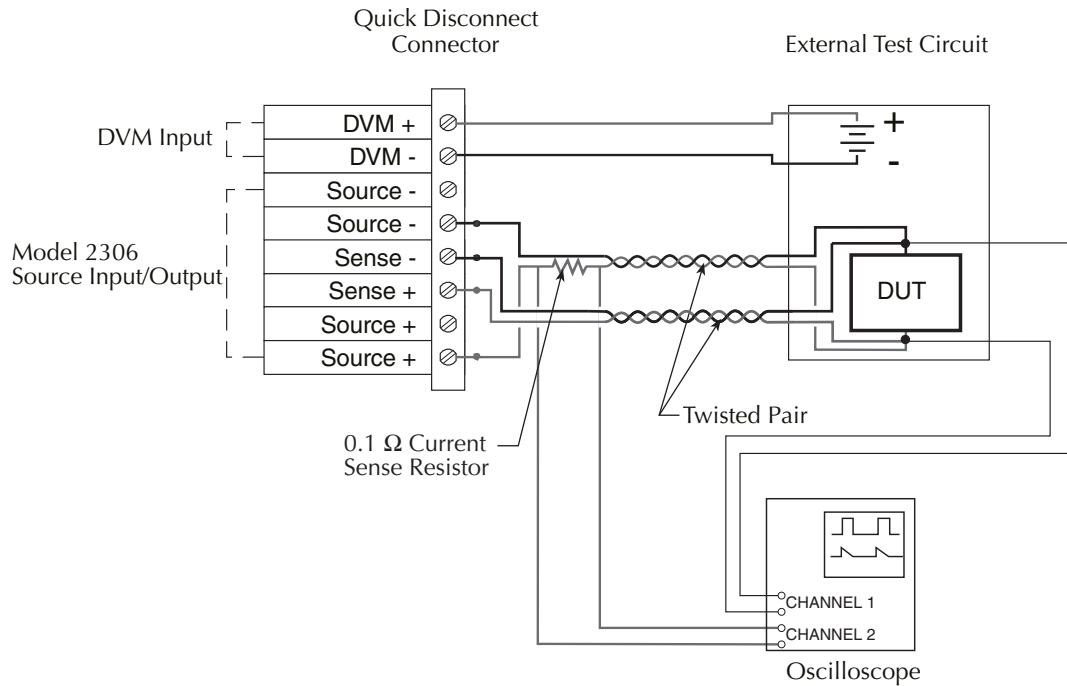 Quick Disconnect
Connector
External Test Circuit
DVM Input
DVM +
DVM -
Source -
Source -
Sense -
Sense +
Source +
Source +
Model 2306
Source Input/Output
+
-
DUT
Twisted Pair
0.1 Ω Current
Sense Resistor
CHANNEL 1
CHANNEL 2
Oscilloscope